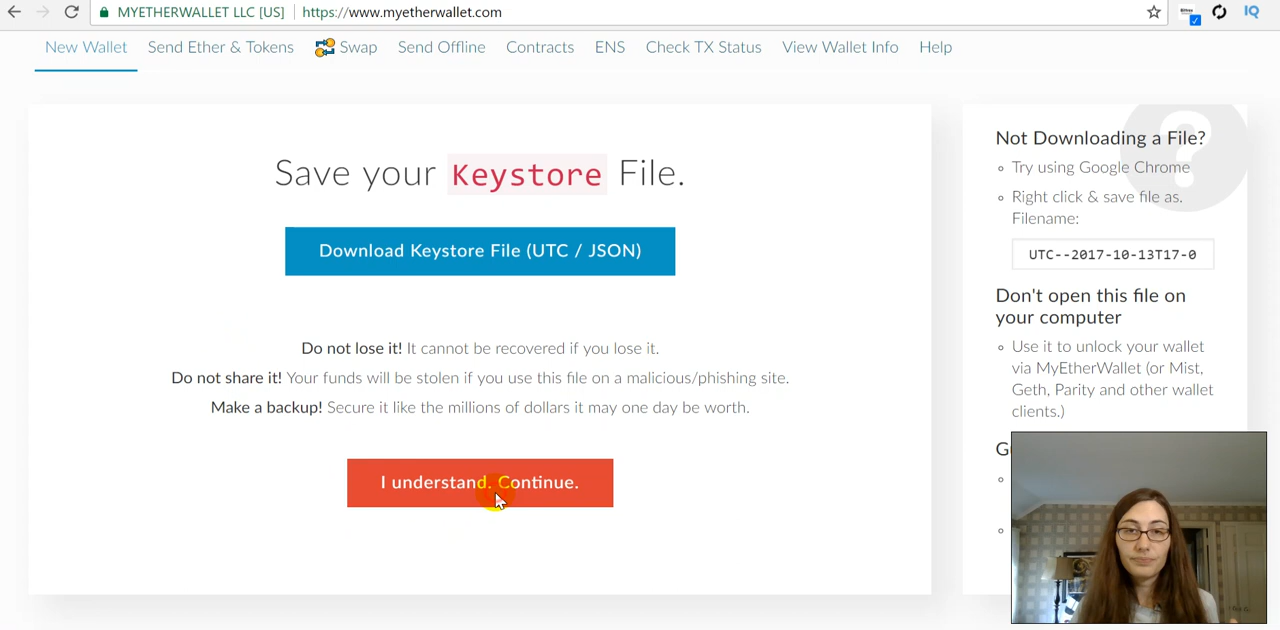 MYETHERWALLET LLC [US] https://www.myetherwallet.com
IQ
New Wallet Send Ether & Tokens Swap Send Offline Contracts ENS Check TX Status View Wallet Info Help
Save your Keystore File.
Download Keystore File (UTC / JSON)
Do not lose it! It cannot be recovered if you lose it.
Do not share it! Your funds will be stolen if you use this file on a malicious/phishing site.
Make a backup! Secure it like the millions of dollars it may one day be worth.
I understand. Continue.
Not Downloading a File?
Try using Google Chrome
Right click & save file as.
Filename:
UTC--2017-10-13T17-0
Don't open this file on
your computer
Use it to unlock your wallet
via MyEtherWallet (or Mist,
Geth, Parity and other wallet
clients.)